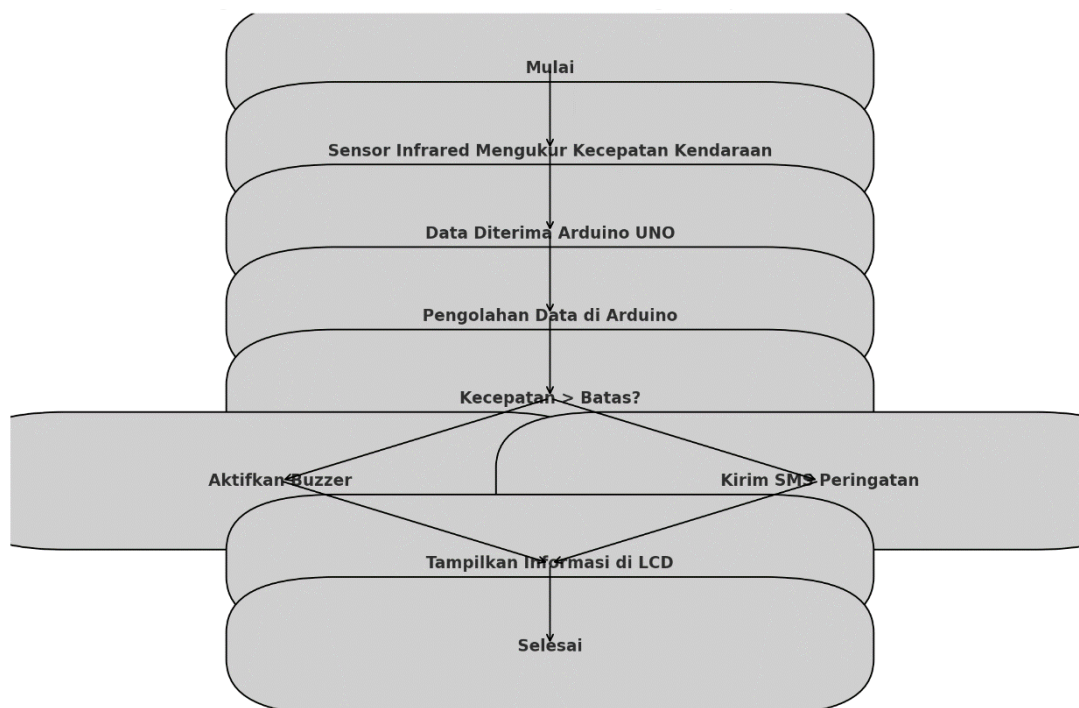 Mulai
Sensor Infrared Mengukur Kecepatan Kendaraan
Data Diterima Arduino UNO
Pengolahan Data di Arduino
Kecepatan > Batas?
Aktifkan Buzzer
Kirim SMS Peringatan
Tampilkan Informasi di LCD
Selesai